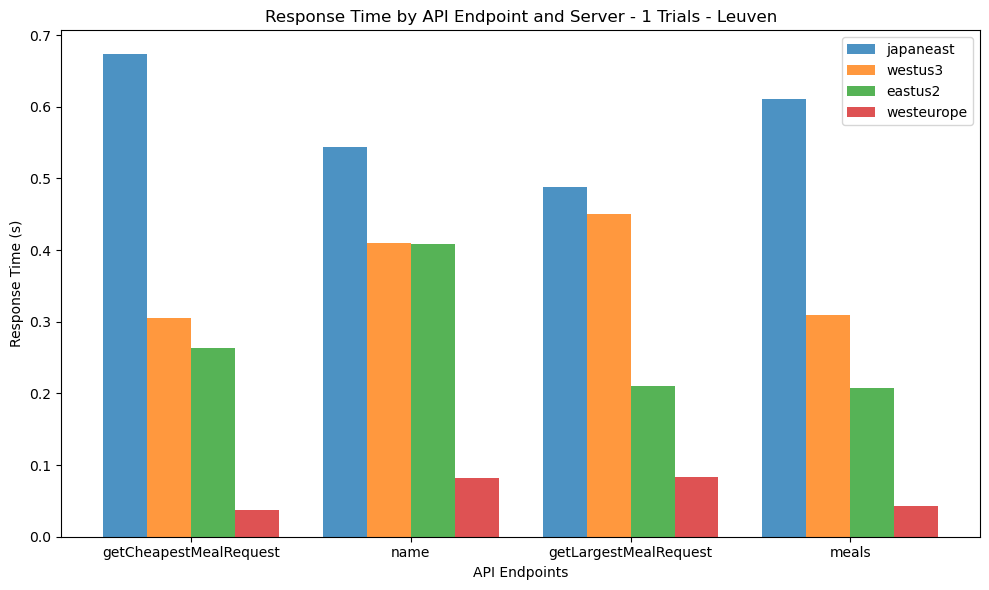 Response Time by API Endpoint and Server - 1 Trials - Leuven
japaneast
westus3
eastus2
westeurope
Response Time (s)
0.7
0.6
0.5
0.4
0.3
0.2
0.1
0.0
getCheapestMealRequest
name
getLargestMealRequest
meals
API Endpoints